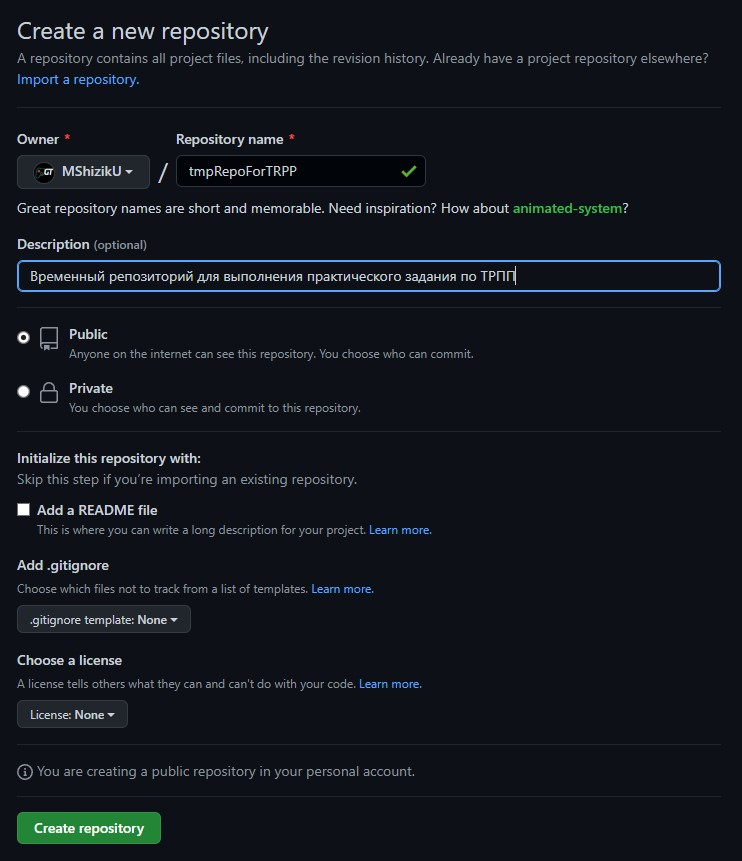 Create a new repository
A repository contains all project files, including the revision history. Already have a project repository elsewhere?
Import a repository.
Owner *
Repository name *
GT MShizikU / tmpRepoForTRPP
Great repository names are short and memorable. Need inspiration? How about animated-system?
Description (optional)
Временный репозиторий для выполнения практического задания по ТРПП
Public
Anyone on the internet can see this repository. You choose who can commit.
Private
You choose who can see and commit to this repository.
Initialize this repository with:
Skip this step if you're importing an existing repository.
Add a README file
This is where you can write a long description for your project. Learn more.
Add .gitignore
Choose which files not to track from a list of templates. Learn more.
.gitignore template: None
Choose a license
A license tells others what they can and can't do with your code. Learn more.
License: None
You are creating a public repository in your personal account.
Create repository